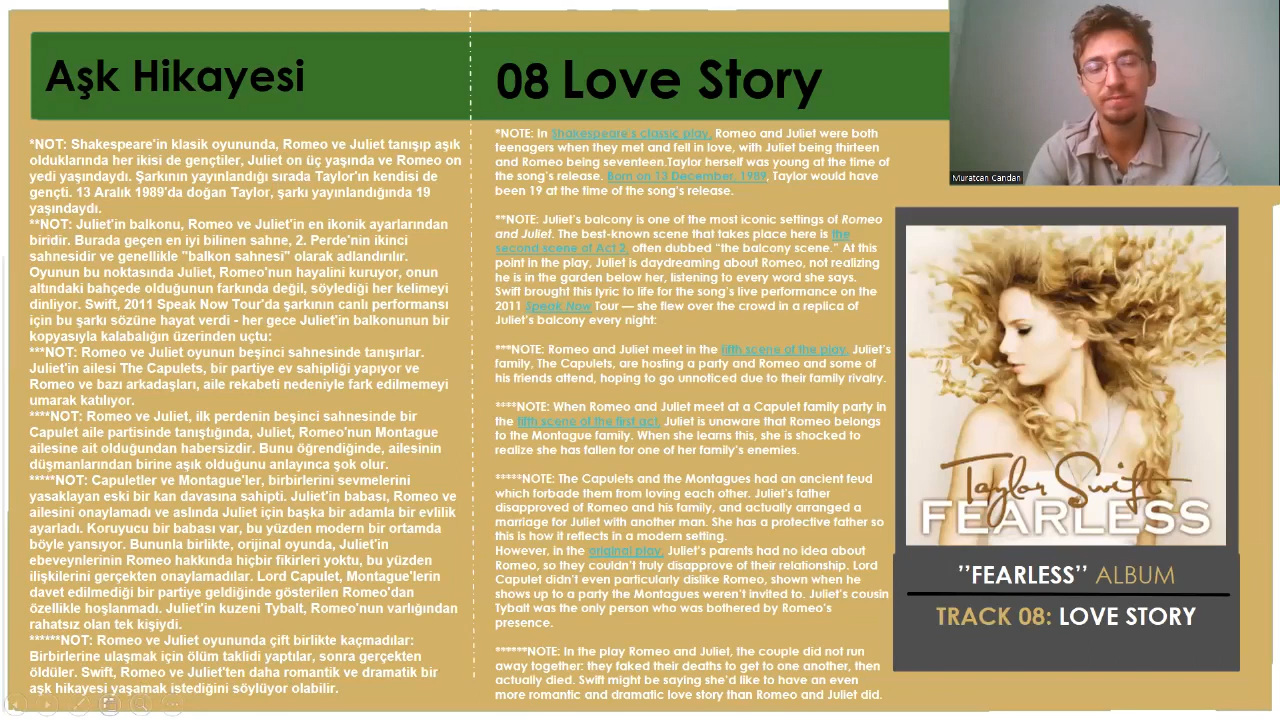 Aşk Hikayesi
*NOT: Shakespeare'in klasik oyununda, Romeo ve Juliet tanışıp aşık
olduklarında her ikisi de gençtiler, Juliet on üç yaşında ve Romeo on
yedi yaşındaydı. Şarkının yayınlandığı sırada Taylor'ın kendisi de
gençti. 13 Aralık 1989'da doğan Taylor, şarkı yayınlandığında 19
yaşındaydı.
**NOT: Juliet'in balkonu, Romeo ve Juliet'in en ikonik ayarlarından
biridir. Burada geçen en iyi bilinen sahne, 2. Perde'nin ikinci
sahnesidir ve genellikle "balkon sahnesi" olarak adlandırılır.
Oyunun bu noktasında Juliet, Romeo'nun hayalini kuruyor, onun
altındaki bahçede olduğunun farkında değil, söylediği her kelimeyi
dinliyor. Swift, 2011 Speak Now Tour'da şarkının canlı performansı
için bu şarkı sözüne hayat verdi - her gece Juliet'in balkonunun bir
kopyasıyla kalabalığın üzerinden uçtu:
***NOT: Romeo ve Juliet oyunun beşinci sahnesinde tanışırlar.
Juliet'in ailesi The Capulets, bir partiye ev sahipliği yapıyor ve
Romeo ve bazı arkadaşları, aile rekabeti nedeniyle fark edilmemeyi
umarak katılıyor.
****NOT: Romeo ve Juliet, ilk perdenin beşinci sahnesinde bir
Capulet aile partisinde tanıştığında, Juliet, Romeo'nun Montague
ailesine ait olduğundan habersizdir. Bunu öğrendiğinde, ailesinin
düşmanlarından birine aşık olduğunu anlayınca şok olur.
*****NOT: Capuletler ve Montague'ler, birbirlerini sevmelerini
yasaklayan eski bir kan davasına sahipti. Juliet'in babası, Romeo ve
ailesini onaylamadı ve aslında Juliet için başka bir adamla bir evlilik
ayarladı. Koruyucu bir babası var, bu yüzden modern bir ortamda
böyle yansıyor. Bununla birlikte, orijinal oyunda, Juliet'in
ebeveynlerinin Romeo hakkında hiçbir fikirleri yoktu, bu yüzden
ilişkilerini gerçekten onaylamadılar. Lord Capulet, Montague'lerin
davet edilmediği bir partiye geldiğinde gösterilen Romeo'dan
özellikle hoşlanmadı. Juliet'in kuzeni Tybalt, Romeo'nun varlığından
rahatsız olan tek kişiydi.
******NOT: Romeo ve Juliet oyununda çift birlikte kaçmadılar:
Birbirlerine ulaşmak için ölüm taklidi yaptılar, sonra gerçekten
öldüler. Swift, Romeo ve Juliet'ten daha romantik ve dramatik bir
aşk hikayesi yaşamak istediğini söylüyor olabilir.
08 Love Story
*NOTE: In Shakespeare's classic play, Romeo and Juliet were both
teenagers when they met and fell in love, with Juliet being thirteen
and Romeo being seventeen.Taylor herself was young at the time of
the song's release. Born on 13 December, 1989, Taylor would have
been 19 at the time of the song's release.
**NOTE: Juliet's balcony is one of the most iconic settings of Romeo
and Juliet. The best-known scene that takes place here is the
second scene of Act 2, often dubbed "the balcony scene." At this
point in the play, Juliet is daydreaming about Romeo, not realizing
he is in the garden below her, listening to every word she says.
Swift brought this lyric to life for the song's live performance on the
2011 Speak Now Tour — she flew over the crowd in a replica of
Juliet's balcony every night:
***NOTE: Romeo and Juliet meet in the fifth scene of the play. Juliet's
family, The Capulets, are hosting a party and Romeo and some of
his friends attend, hoping to go unnoticed due to their family rivalry.
****NOTE: When Romeo and Juliet meet at a Capulet family party in
the fifth scene of the first act, Juliet is unaware that Romeo belongs
to the Montague family. When she learns this, she is shocked to
realize she has fallen for one of her family's enemies.
*****NOTE: The Capulets and the Montagues had an ancient feud
which forbade them from loving each other. Juliet's father
disapproved of Romeo and his family, and actually arranged a
marriage for Juliet with another man. She has a protective father so
this is how it reflects in a modern setting.
However, in the original play, Juliet's parents had no idea about
Romeo, so they couldn't truly disapprove of their relationship. Lord
Capulet didn't even particularly dislike Romeo, shown when he
shows up to a party the Montagues weren't invited to. Juliet's cousin
Tybalt was the only person who was bothered by Romeo's
presence.
******NOTE: In the play Romeo and Juliet, the couple did not run
away together: they faked their deaths to get to one another, then
actually died. Swift might be saying she'd like to have an even
more romantic and dramatic love story than Romeo and Juliet did.
Muratcan Candan
Taylor Swift
FEARLESS
''FEARLESS'' ALBUM
TRACK 08: LOVE STORY